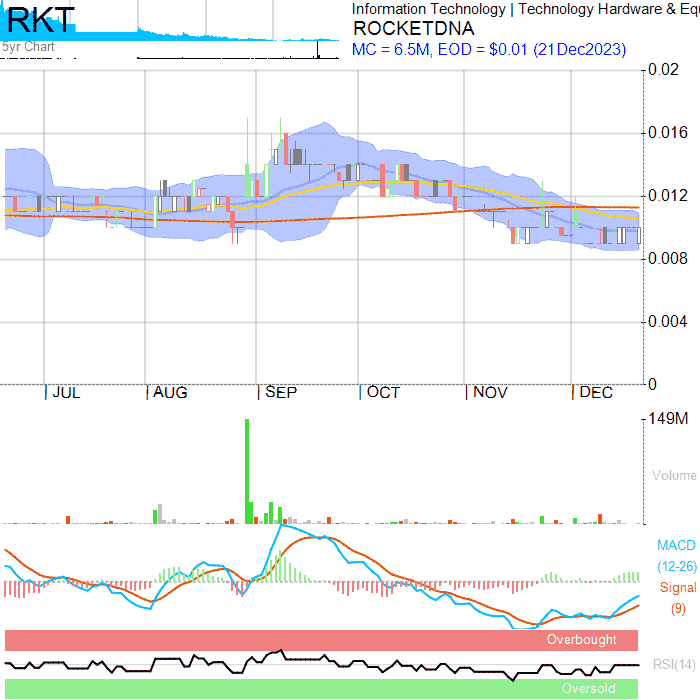 RKT
5yr Chart
Information Technology | Technology Hardware & Equ
ROCKETDNA
MC = 6.5M, EOD = $0.01 (21Dec2023)
0.02
0.016
0.012
0.008
0.004
0
JUL AUG SEP OCT NOV DEC
149M
Volume
MACD
(12-26)
Signal
(9)
Overbought
RSI(14)
Oversold